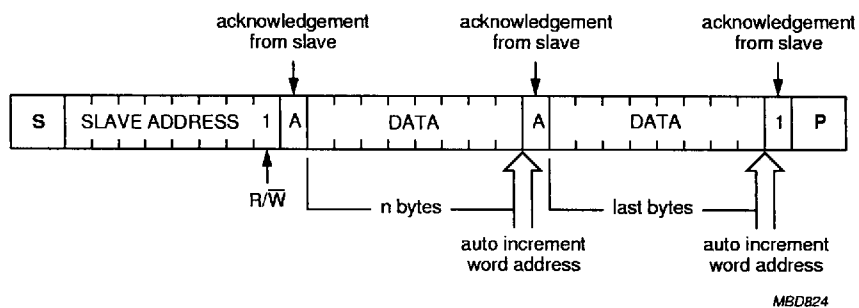 acknowledgement
from slave
acknowledgement
from slave
acknowledgement
from slave
S SLAVE ADDRESS 1 A DATA A DATA 1 P
R/W̅
n bytes
last bytes
auto increment
word address
auto increment
word address
MBD824